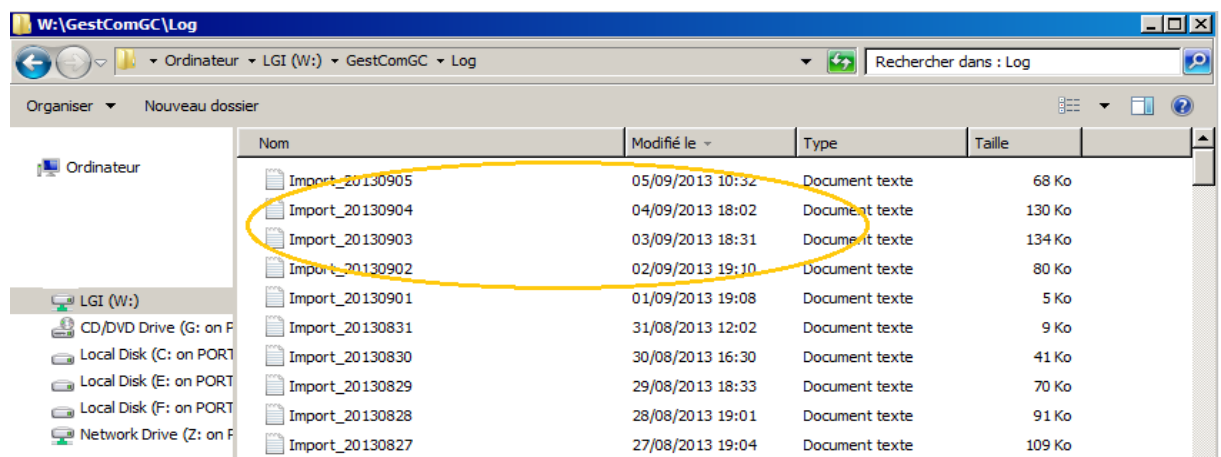 W:\GestComGC\Log
Ordinateur LGI (W:) GestComGC Log Rechercher dans : Log
Organiser Nouveau dossier
Nom Modifié le Type Taille
Ordinateur
Import_20130905 05/09/2013 10:32 Document texte 68 Ko
Import_20130904 04/09/2013 18:02 Document texte 130 Ko
Import_20130903 03/09/2013 18:31 Document texte 134 Ko
Import_20130902 02/09/2013 19:10 Document texte 80 Ko
LGI (W:) Import_20130901 01/09/2013 19:08 Document texte 5 Ko
CD/DVD Drive (G: on P Import_20130831 31/08/2013 12:02 Document texte 9 Ko
Local Disk (C: on PORT Import_20130830 30/08/2013 16:30 Document texte 41 Ko
Local Disk (E: on PORT Import_20130829 29/08/2013 18:33 Document texte 70 Ko
Local Disk (F: on PORT Import_20130828 28/08/2013 19:01 Document texte 91 Ko
Network Drive (Z: on P Import_20130827 27/08/2013 19:04 Document texte 109 Ko